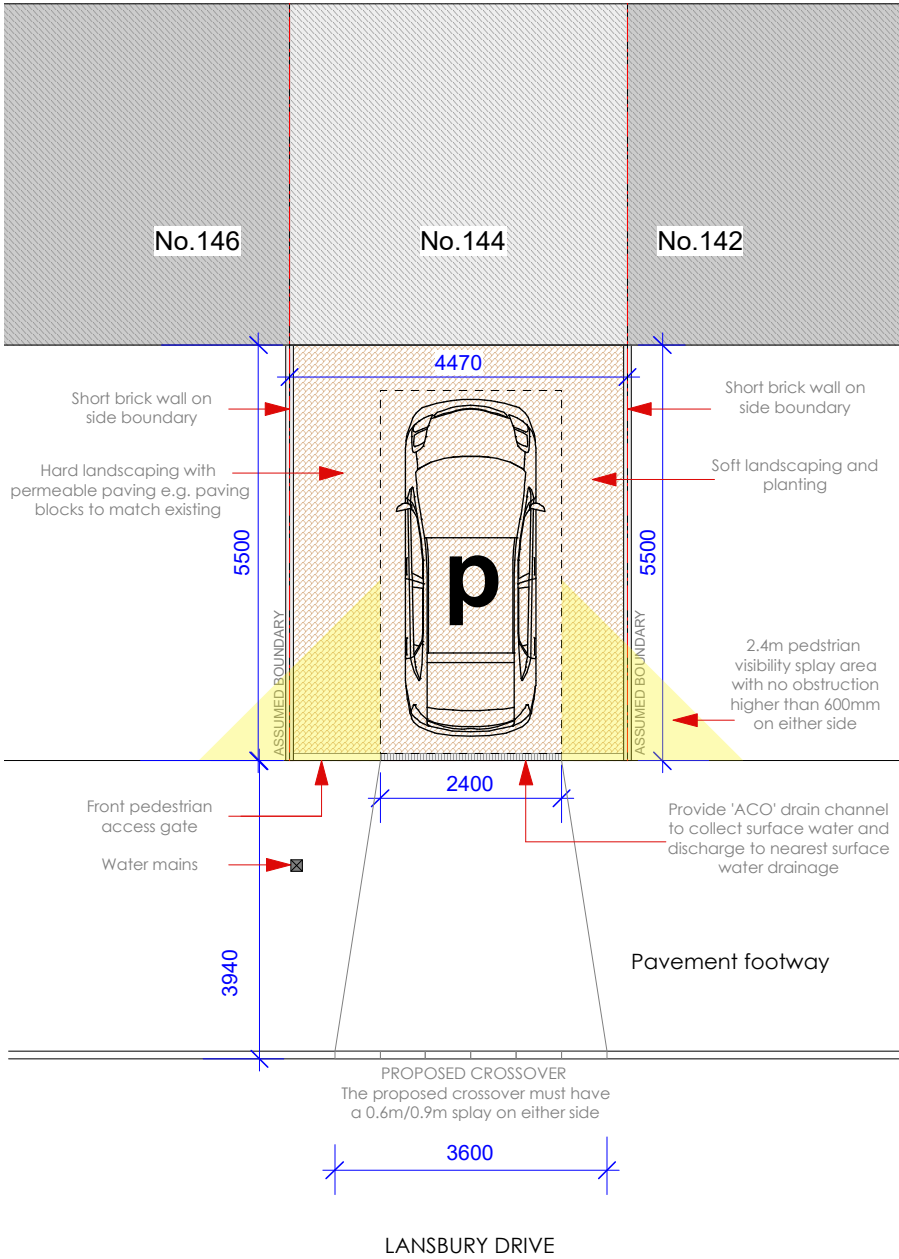 No.146
No.144
No.142
4470
Short brick wall on
side boundary
Short brick wall on
side boundary
Hard landscaping with
permeable paving e.g. paving
blocks to match existing
Soft landscaping and
planting
5500
5500
p
ASSUMED BOUNDARY
ASSUMED BOUNDARY
2.4m pedstrian
visibility splay area
with no obstruction
higher than 600mm
on either side
2400
Front pedestrian
access gate
Provide 'ACO' drain channel
to collect surface water and
discharge to nearest surface
water drainage
Water mains
3940
Pavement footway
PROPOSED CROSSOVER
The proposed crossover must have
a 0.6m/0.9m splay on either side
3600
LANSBURY DRIVE